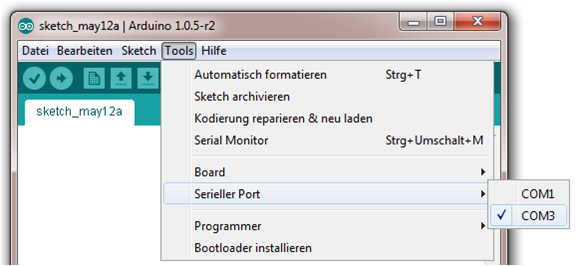 sketch_may12a | Arduino 1.0.5-r2
Datei Bearbeiten Sketch Tools Hilfe
sketch_may12a
Automatisch formatieren Strg+T
Sketch archivieren
Kodierung reparieren & neu laden
Serial Monitor Strg+Umschalt+M
Board
Serieller Port
COM1
COM3
Programmer
Bootloader installieren